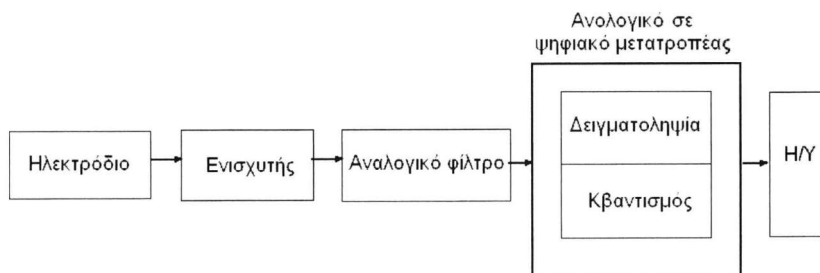 Ανολογικό σε
ψηφιακό μετατροπέας
Ηλεκτρόδιο
Ενισχυτής
Αναλογικό φίλτρο
Δειγματοληψία
Κβαντισμός
Η/Υ